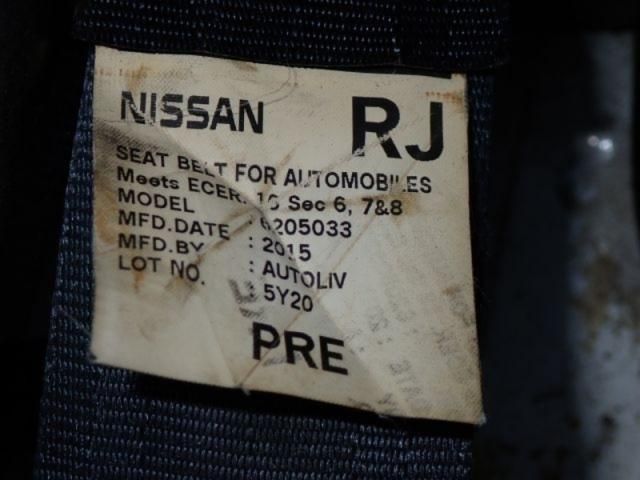 NISSAN RJ
SEAT BELT FOR AUTOMOBILES
Meets ECER. 16 Sec 6, 7&8
MODEL : 6205033
MFD.DATE : 2015
MFD.BY : AUTOLIV
LOT NO. : 5Y20
PRE